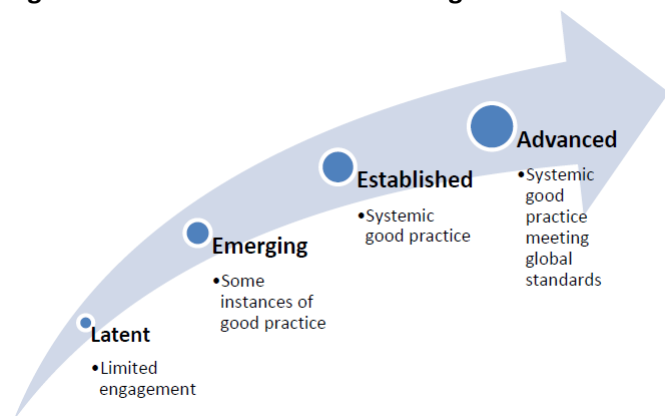 Advanced
•Systemic
good
practice
meeting
global
standards
Established
•Systemic
good practice
Emerging
•Some
instances of
good practice
Latent
•Limited
engagement